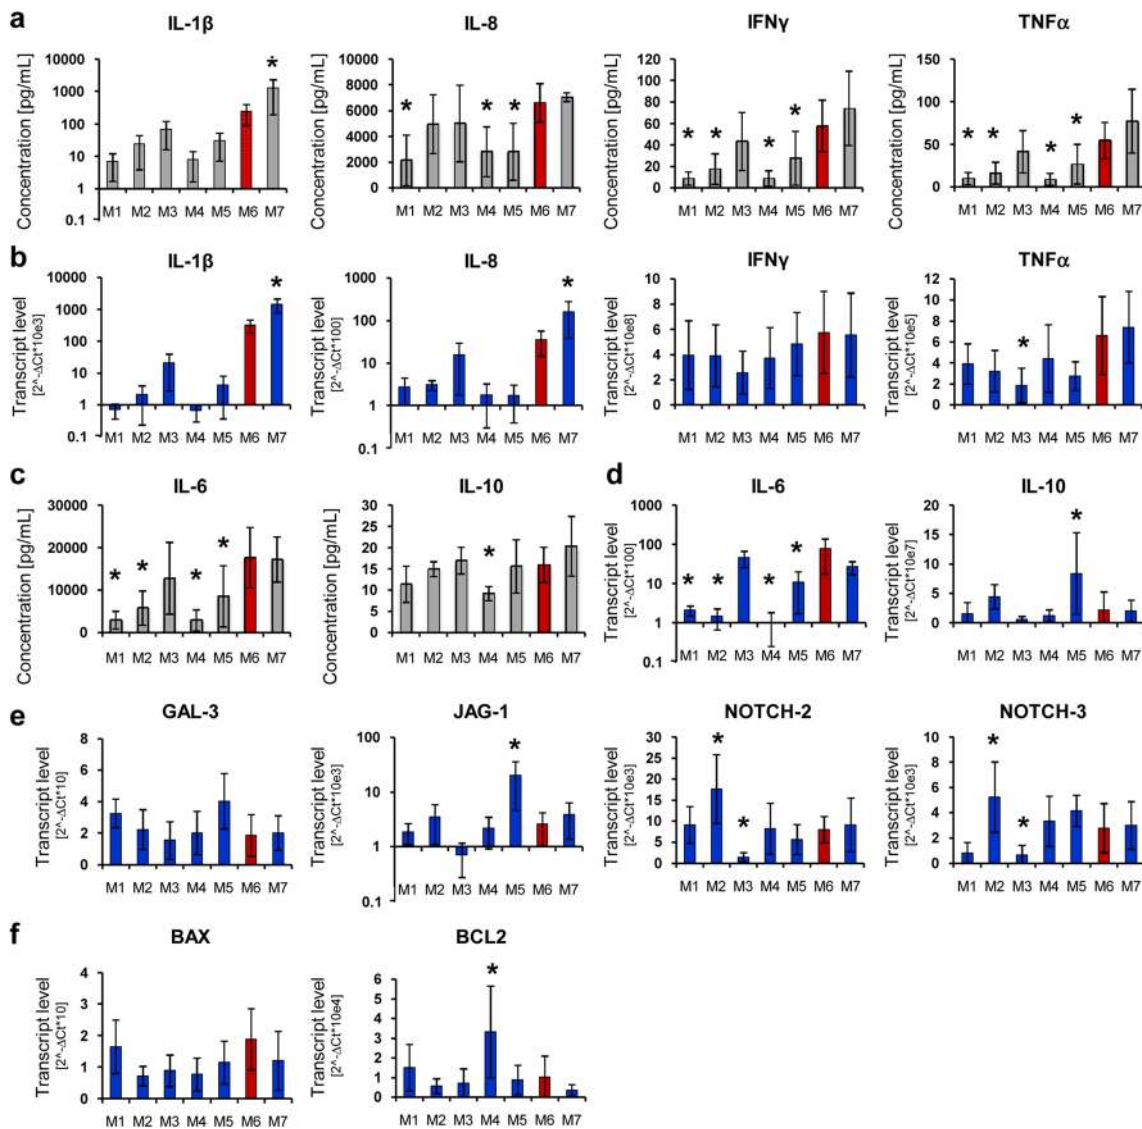 a
IL-1β
Concentration [pg/mL]
10000
1000
100
10
1
0.1
M1 M2 M3 M4 M5 M6 M7
*
IL-8
Concentration [pg/mL]
10000
8000
6000
4000
2000
0
M1 M2 M3 M4 M5 M6 M7
* * *
IFNγ
Concentration [pg/mL]
120
100
80
60
40
20
0
M1 M2 M3 M4 M5 M6 M7
* * * *
TNFα
Concentration [pg/mL]
150
100
50
0
M1 M2 M3 M4 M5 M6 M7
* * * *
b
IL-1β
Transcript level
[2^-ΔCt*10e3]
10000
1000
100
10
1
0.1
M1 M2 M3 M4 M5 M6 M7
*
IL-8
Transcript level
[2^-ΔCt*100]
1000
100
10
1
0.1
M1 M2 M3 M4 M5 M6 M7
*
IFNγ
Transcript level
[2^-ΔCt*10e6]
10
8
6
4
2
0
M1 M2 M3 M4 M5 M6 M7
TNFα
Transcript level
[2^-ΔCt*10e5]
12
10
8
6
4
2
0
M1 M2 M3 M4 M5 M6 M7
*
c
IL-6
Concentration [pg/mL]
30000
20000
10000
0
M1 M2 M3 M4 M5 M6 M7
* * * *
IL-10
Concentration [pg/mL]
30
25
20
15
10
5
0
M1 M2 M3 M4 M5 M6 M7
*
d
IL-6
Transcript level
[2^-ΔCt*100]
1000
100
10
1
0.1
M1 M2 M3 M4 M5 M6 M7
* * * *
IL-10
Transcript level
[2^-ΔCt*10e7]
20
15
10
5
0
M1 M2 M3 M4 M5 M6 M7
*
e
GAL-3
Transcript level
[2^-ΔCt*10]
8
6
4
2
0
M1 M2 M3 M4 M5 M6 M7
JAG-1
Transcript level
[2^-ΔCt*10e3]
100
10
1
0.1
M1 M2 M3 M4 M5 M6 M7
*
NOTCH-2
Transcript level
[2^-ΔCt*10e3]
30
25
20
15
10
5
0
M1 M2 M3 M4 M5 M6 M7
* *
NOTCH-3
Transcript level
[2^-ΔCt*10e3]
10
8
6
4
2
0
M1 M2 M3 M4 M5 M6 M7
* *
f
BAX
Transcript level
[2^-ΔCt*10]
4
3
2
1
0
M1 M2 M3 M4 M5 M6 M7
BCL2
Transcript level
[2^-ΔCt*10e4]
6
5
4
3
2
1
0
M1 M2 M3 M4 M5 M6 M7
*